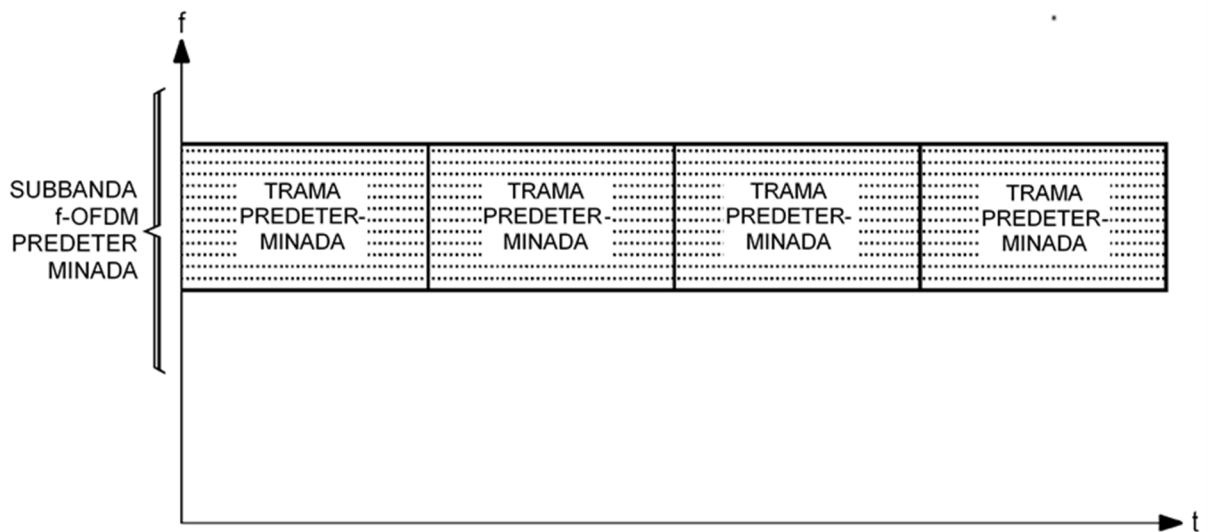 f
SUBBANDA
f-OFDM
PREDETER
MINADA
TRAMA
PREDETER-
MINADA
TRAMA
PREDETER-
MINADA
TRAMA
PREDETER-
MINADA
TRAMA
PREDETER-
MINADA
t